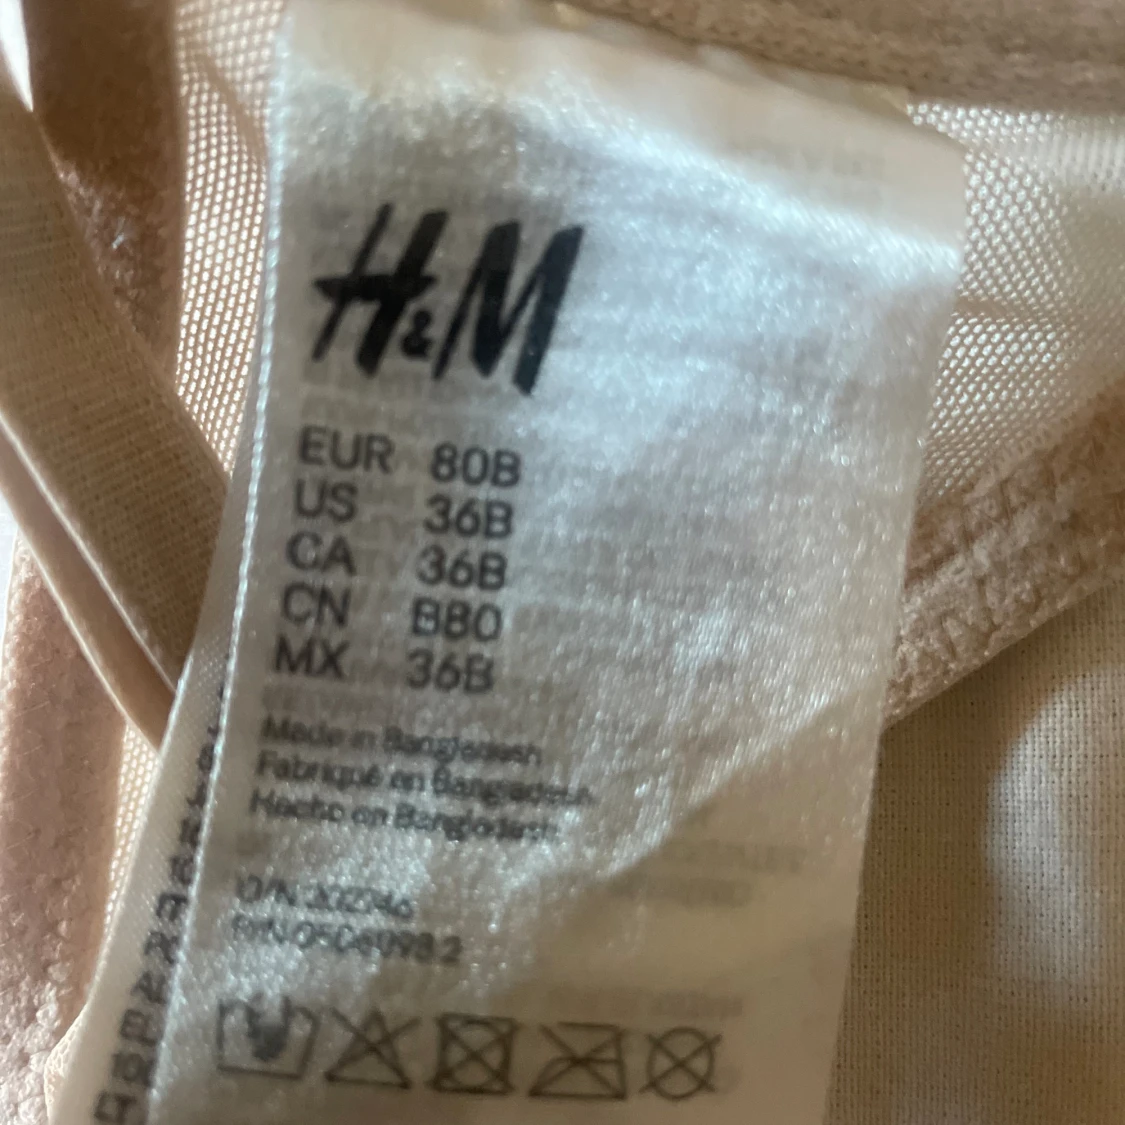 H&M
EUR 80B
US 36B
CA 36B
CN B80
MX 36B
Made in Bangladesh
Fabriqué en Bangladesh
Hecho en Bangladesh